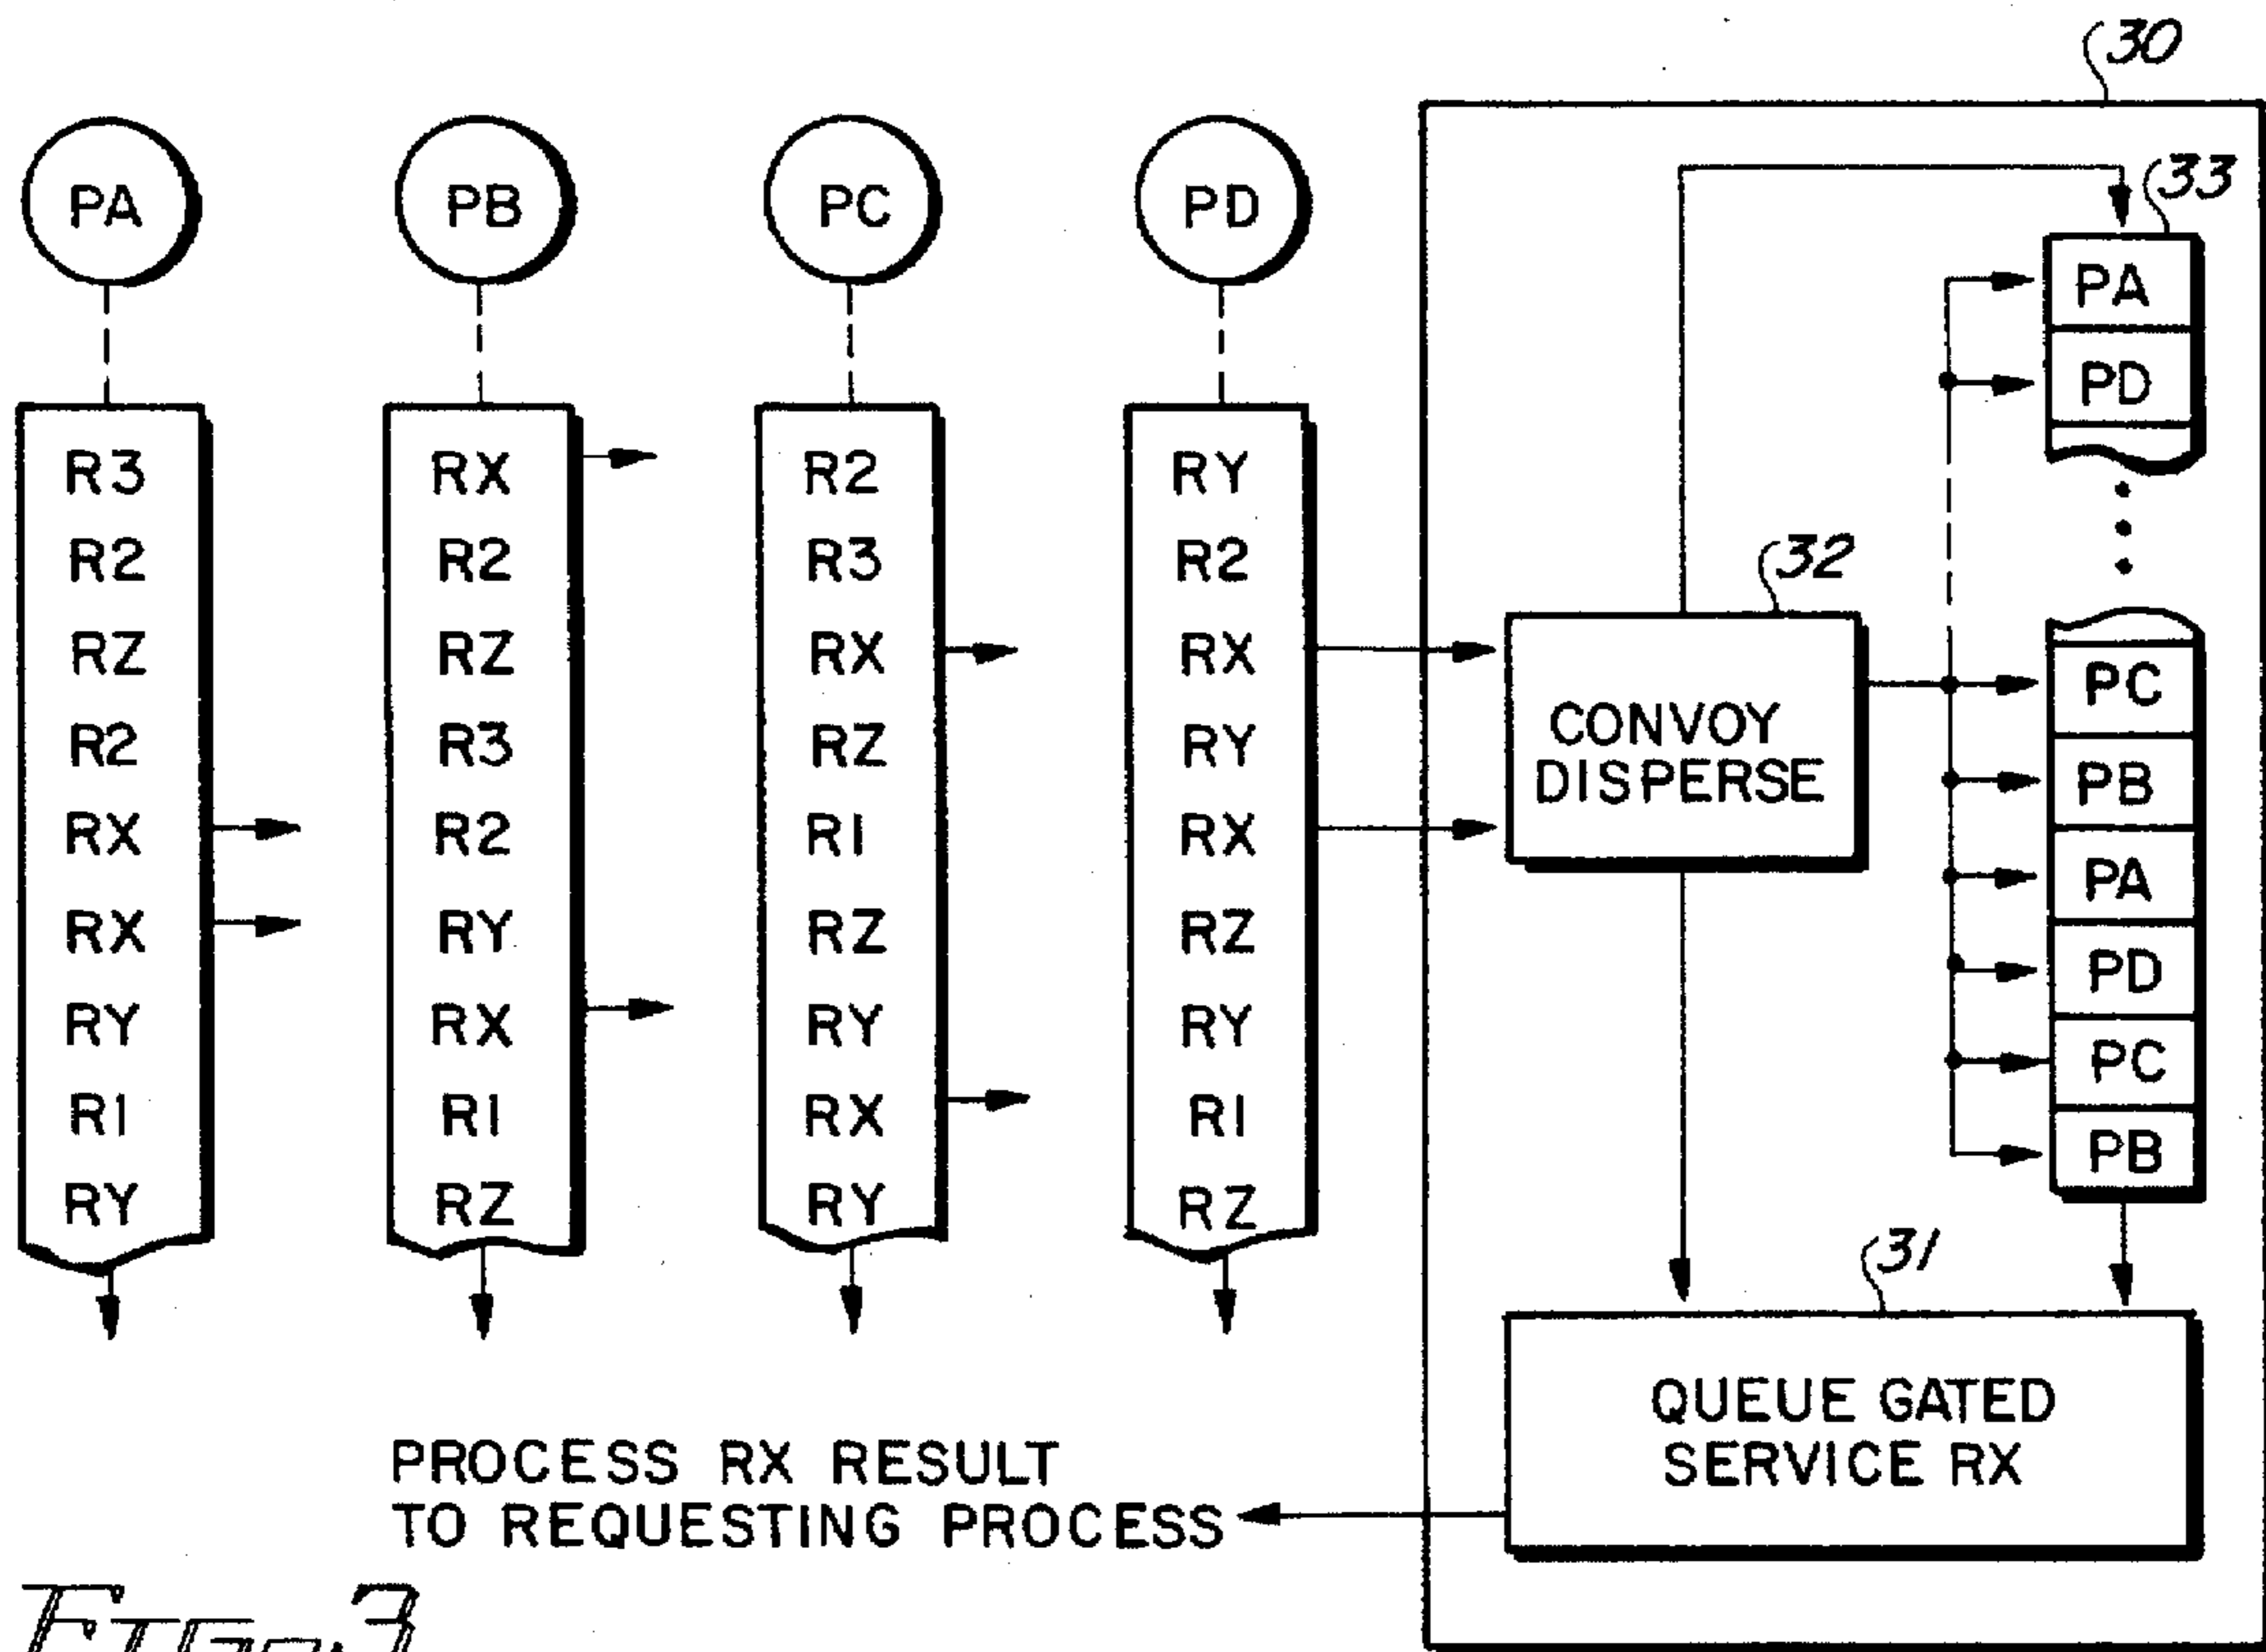 30
33
PA
PB
PC
PD
PA
PD
R3
R2
RZ
R2
RX
RX
RY
R1
RY
RX
R2
RZ
R3
R2
RY
RX
R1
RZ
R2
R3
RX
RZ
R1
RZ
RY
RX
RY
RY
R2
RX
RY
RX
RZ
RY
R1
RZ
32
CONVOY
DISPERSE
PC
PB
PA
PD
PC
PB
31
QUEUE GATED
SERVICE RX
PROCESS RX RESULT
TO REQUESTING PROCESS